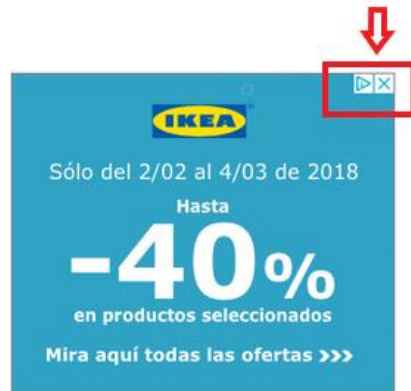 IKEA
Sólo del 2/02 al 4/03 de 2018
Hasta
-40%
en productos seleccionados
Mira aquí todas las ofertas >>>